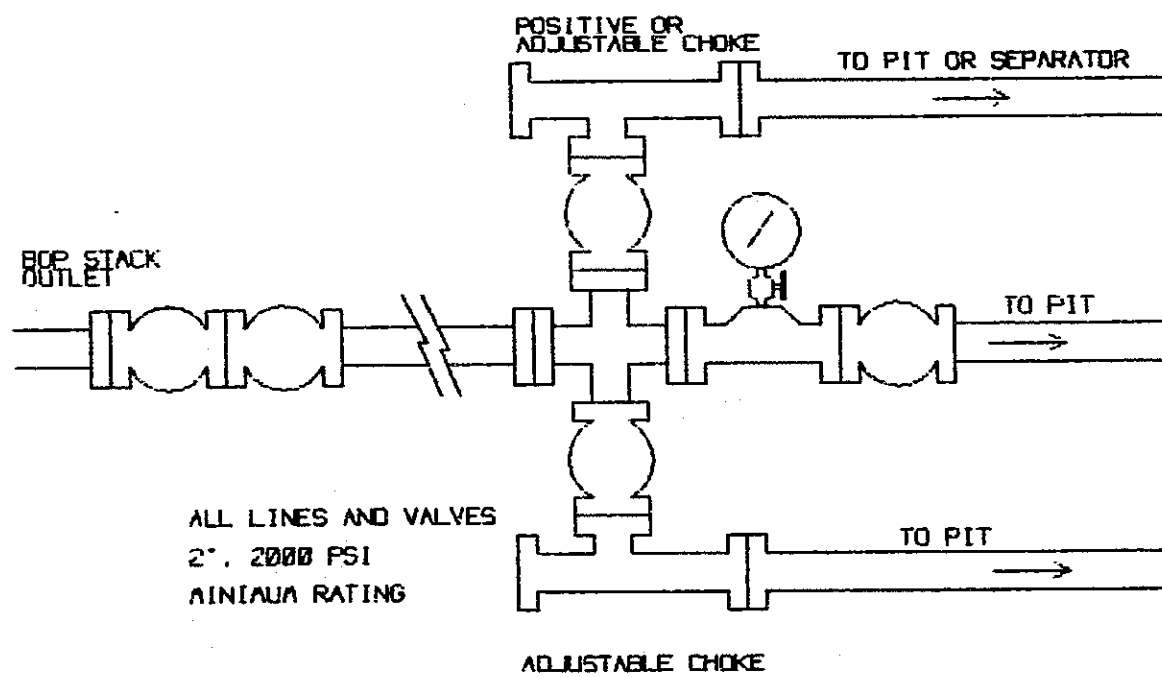 POSITIVE OR
ADJUSTABLE CHOKE
TO PIT OR SEPARATOR
BOP STACK
OUTLET
TO PIT
ALL LINES AND VALVES
2". 2000 PSI
MINIMUM RATING
TO PIT
ADJUSTABLE CHOKE